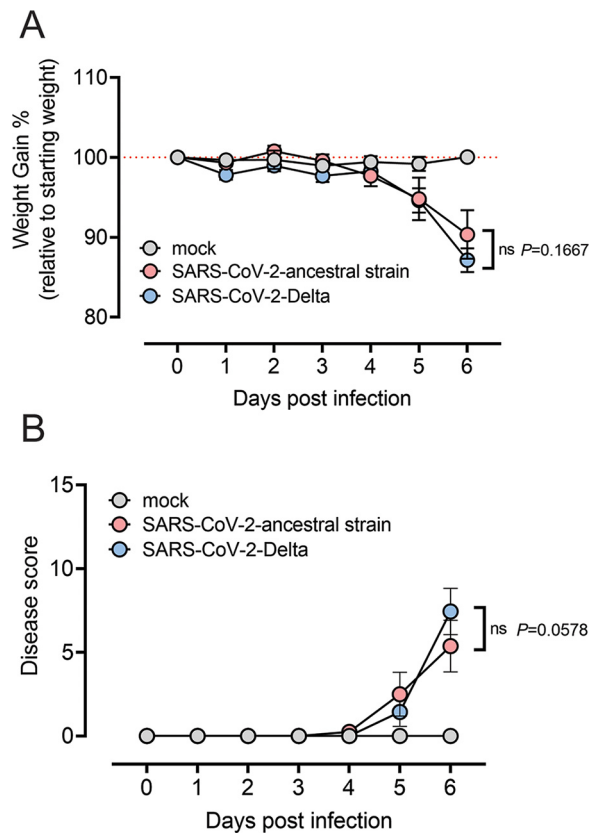 A
Weight Gain %
(relative to starting weight)
110
100
90
80
mock
SARS-CoV-2-ancestral strain
SARS-CoV-2-Delta
ns P=0.1667
0 1 2 3 4 5 6
Days post infection
B
Disease score
15
10
5
0
mock
SARS-CoV-2-ancestral strain
SARS-CoV-2-Delta
ns P=0.0578
0 1 2 3 4 5 6
Days post infection